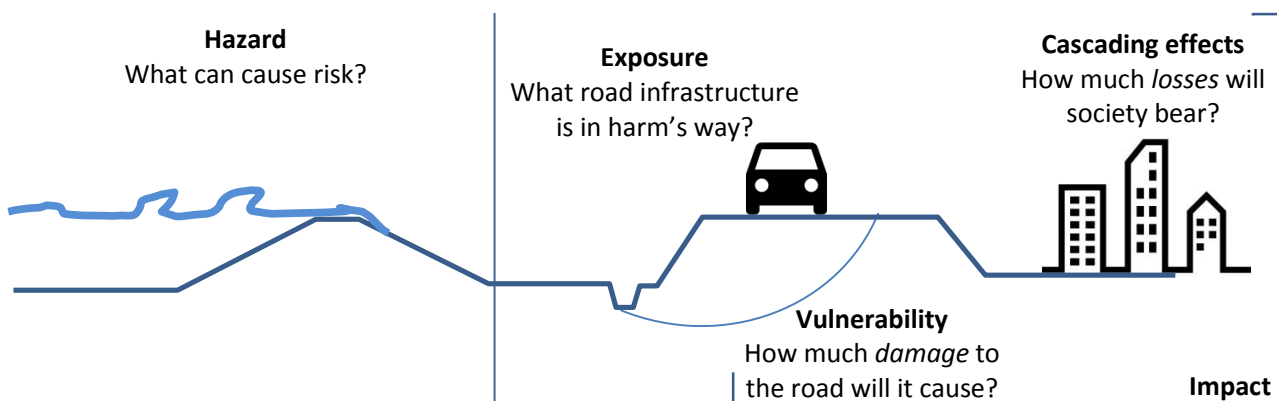 Hazard
What can cause risk?
Exposure
What road infrastructure
is in harm's way?
Cascading effects
How much losses will
society bear?
Vulnerability
How much damage to
the road will it cause?
Impact